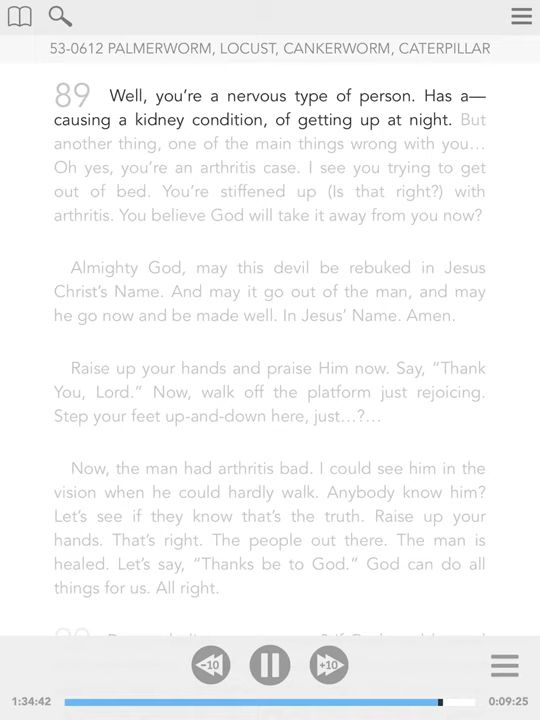 53-0612 PALMERWORM, LOCUST, CANKERWORM, CATERPILLAR
89 Well, you're a nervous type of person. Has a—
causing a kidney condition, of getting up at night. But
another thing, one of the main things wrong with you…
Oh yes, you're an arthritis case. I see you trying to get
out of bed. You're stiffened up (Is that right?) with
arthritis. You believe God will take it away from you now?
Almighty God, may this devil be rebuked in Jesus
Christ's Name. And may it go out of the man, and may
he go now and be made well. In Jesus' Name. Amen.
Raise up your hands and praise Him now. Say, “Thank
You, Lord.” Now, walk off the platform just rejoicing.
Step your feet up-and-down here, just…?…
Now, the man had arthritis bad. I could see him in the
vision when he could hardly walk. Anybody know him?
Let's see if they know that's the truth. Raise up your
hands. That's right. The people out there. The man is
healed. Let's say, “Thanks be to God.” God can do all
things for us. All right.
-10
+10
1:34:42
0:09:25